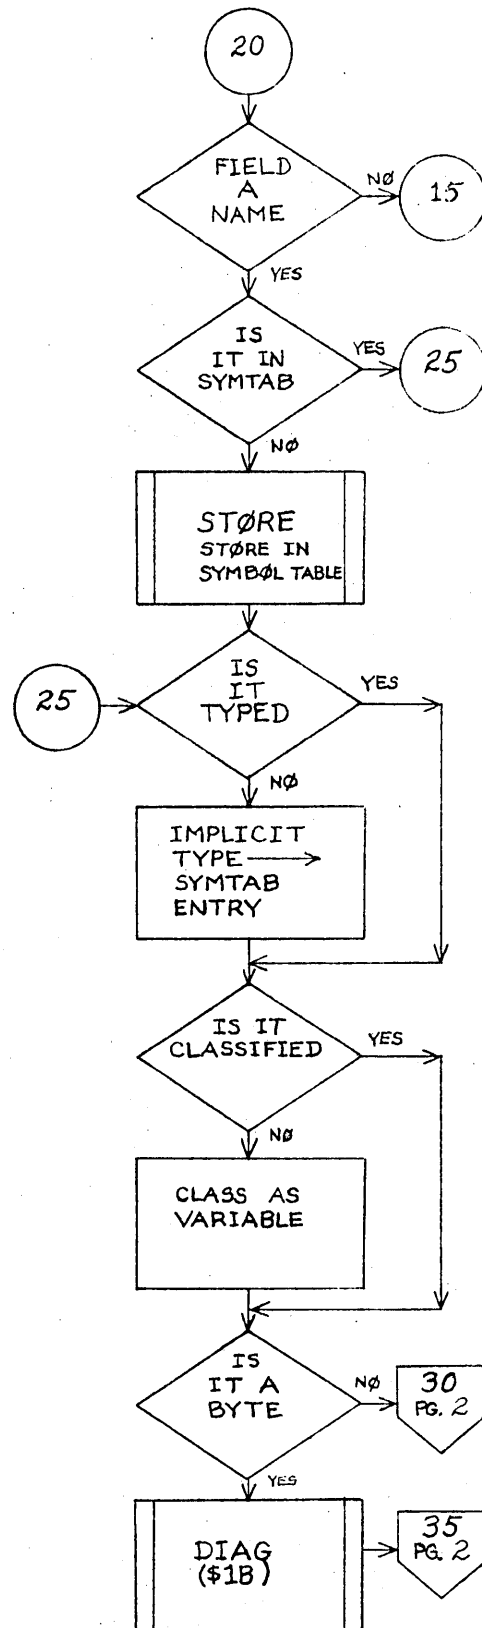 20
FIELD
A
NAME
NØ
15
YES
IS
IT IN
SYMTAB
YES
25
NØ
STØRE
STØRE IN
SYMBØL TABLE
25
IS
IT
TYPED
YES
NØ
IMPLICIT
TYPE →
SYMTAB
ENTRY
IS IT
CLASSIFIED
YES
NØ
CLASS AS
VARIABLE
IS
IT A
BYTE
NØ
30
PG. 2
YES
DIAG
($1B)
35
PG. 2